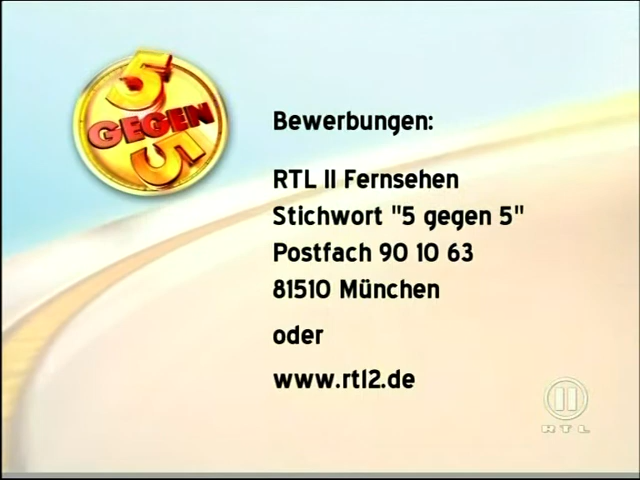 5
GEGEN
5
Bewerbungen:
RTL II Fernsehen
Stichwort "5 gegen 5"
Postfach 90 10 63
81510 München
oder
www.rtl2.de
II
RTL